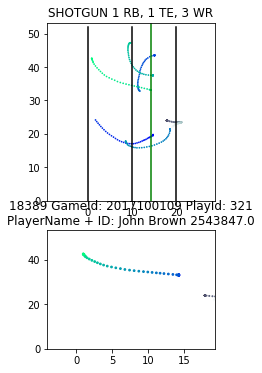 SHOTGUN 1 RB, 1 TE, 3 WR
50
40
30
20
10
0
0 10 20
18389 GameId: 2017100109 PlayId: 321
PlayerName + ID: John Brown 2543847.0
40
20
0
0 5 10 15